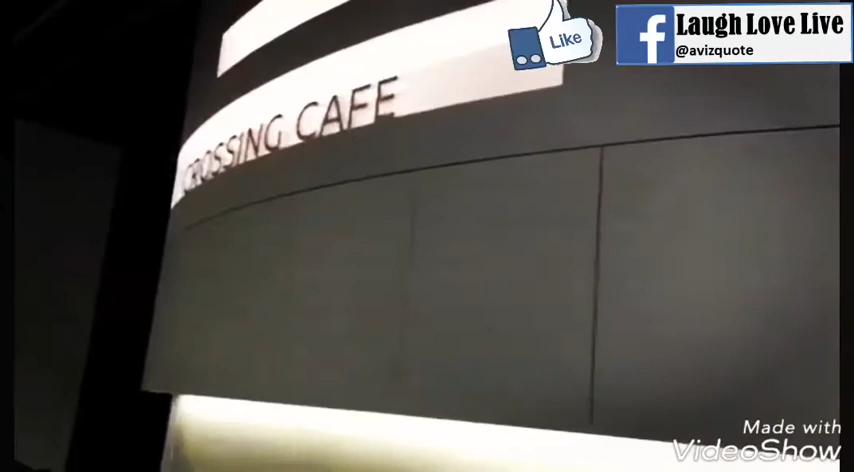 Like
f Laugh Love Live
@avizquote
CROSSING CAFE
Made with
VideoShow